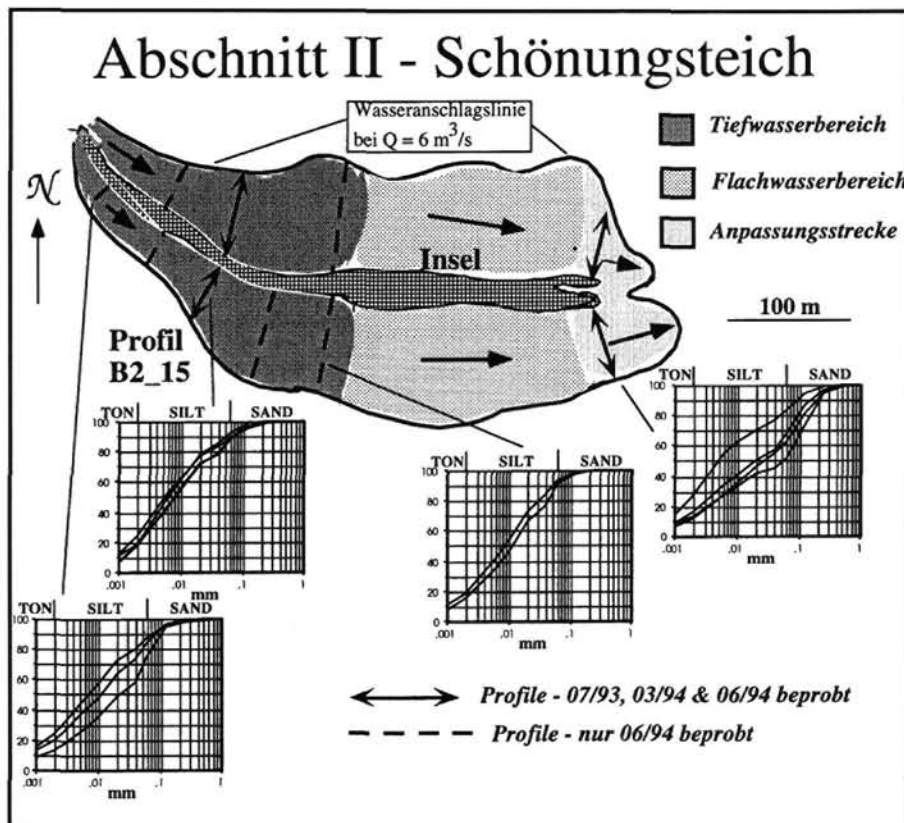 Abschnitt II - Schönungsteich
Wasseranschlagslinie
bei Q = 6 m³/s
Tiefwasserbereich
Flachwasserbereich
Anpassungsstrecke
N
Insel
100 m
Profil
B2_15
TON SILT SAND
100
80
60
40
20
0
.001 .01 .1 1
mm
TON SILT SAND
100
80
60
40
20
0
.001 .01 .1 1
mm
TON SILT SAND
100
80
60
40
20
0
.001 .01 .1 1
mm
TON SILT SAND
100
80
60
40
20
0
.001 .01 .1 1
mm
Profile - 07/93, 03/94 & 06/94 beprobt
Profile - nur 06/94 beprobt